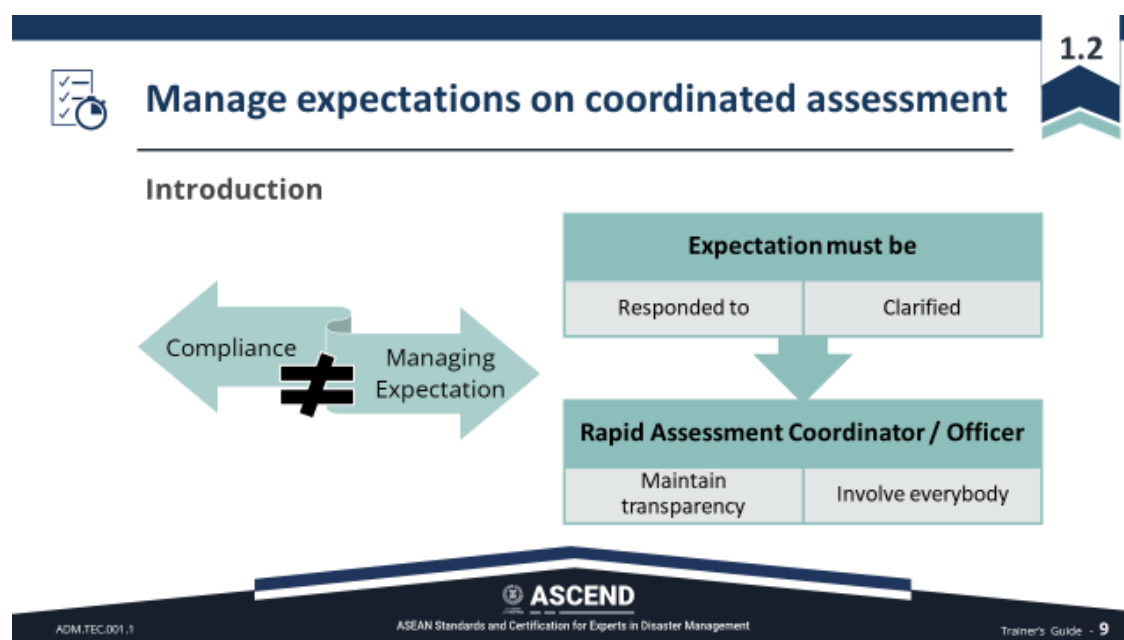 1.2
Manage expectations on coordinated assessment
Introduction
Compliance
≠
Managing
Expectation
Expectation must be
Responded to
Clarified
Rapid Assessment Coordinator / Officer
Maintain
transparency
Involve everybody
ASCEND
ASEAN Standards and Certification for Experts in Disaster Management
ADM.TEC.001.1
Trainer's Guide - 9